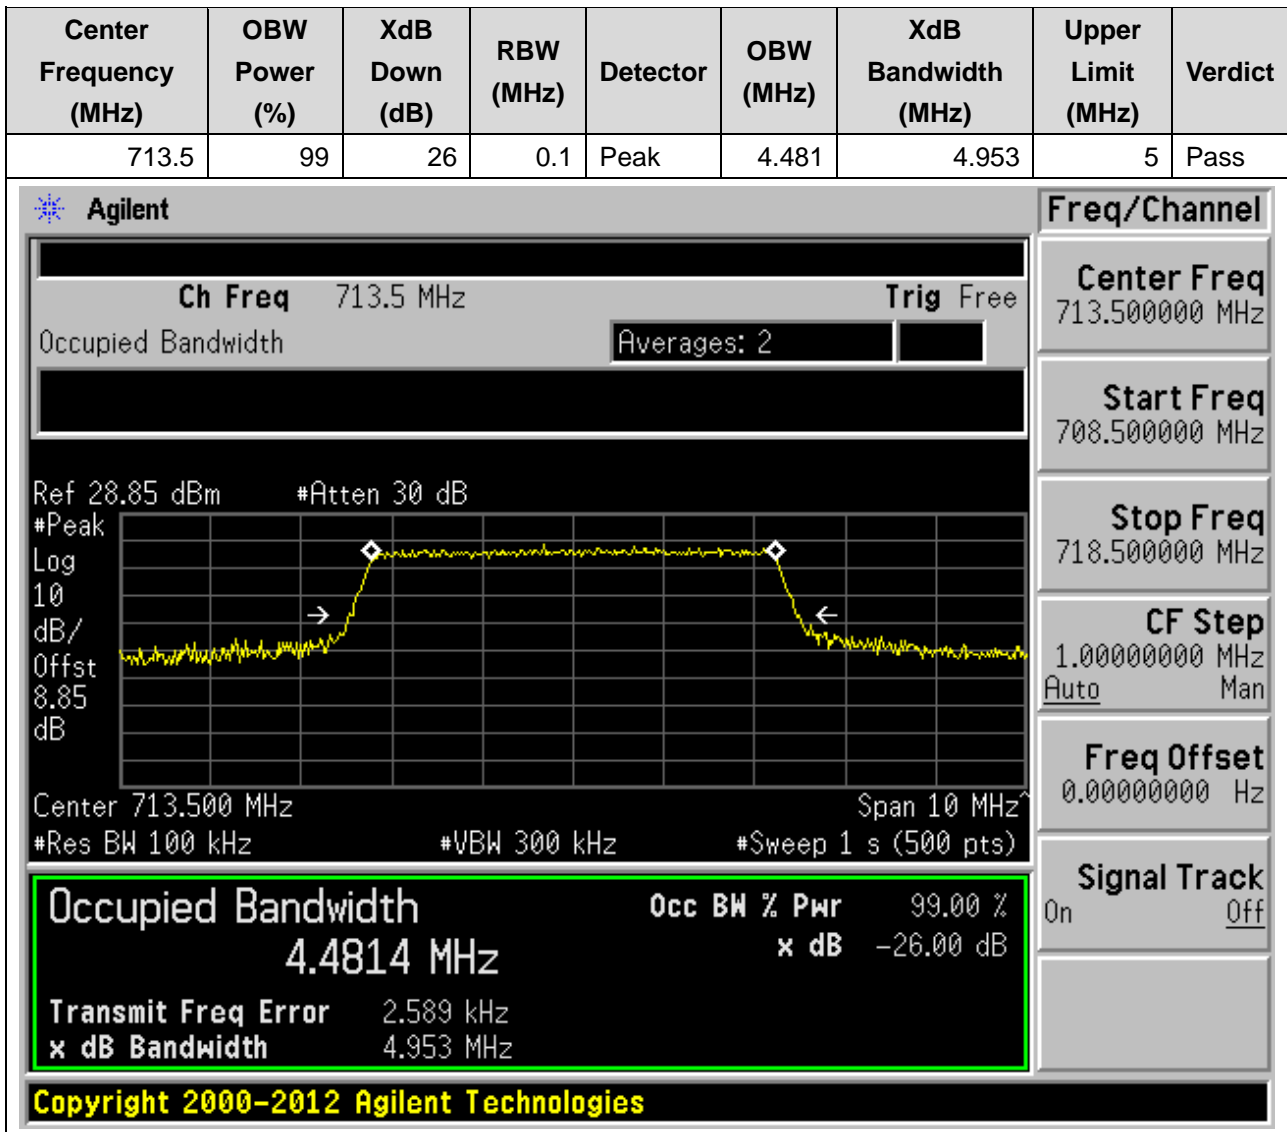 Center Frequency (MHz) OBW Power (%) XdB Down (dB) RBW (MHz) Detector OBW (MHz) XdB Bandwidth (MHz) Upper Limit (MHz) Verdict
713.5 99 26 0.1 Peak 4.481 4.953 5 Pass
Agilent
Freq/Channel
Ch Freq 713.5 MHz Trig Free
Occupied Bandwidth Averages: 2
Ref 28.85 dBm #Atten 30 dB
#Peak
Log
10
dB/
Offst
8.85
dB
Center 713.500 MHz Span 10 MHz^
#Res BW 100 kHz #VBW 300 kHz #Sweep 1 s (500 pts)
Occupied Bandwidth
4.4814 MHz
Occ BW % Pwr 99.00 %
x dB -26.00 dB
Transmit Freq Error 2.589 kHz
x dB Bandwidth 4.953 MHz
Center Freq
713.500000 MHz
Start Freq
708.500000 MHz
Stop Freq
718.500000 MHz
CF Step
1.00000000 MHz
Auto Man
Freq Offset
0.00000000 Hz
Signal Track
On Off
Copyright 2000-2012 Agilent Technologies